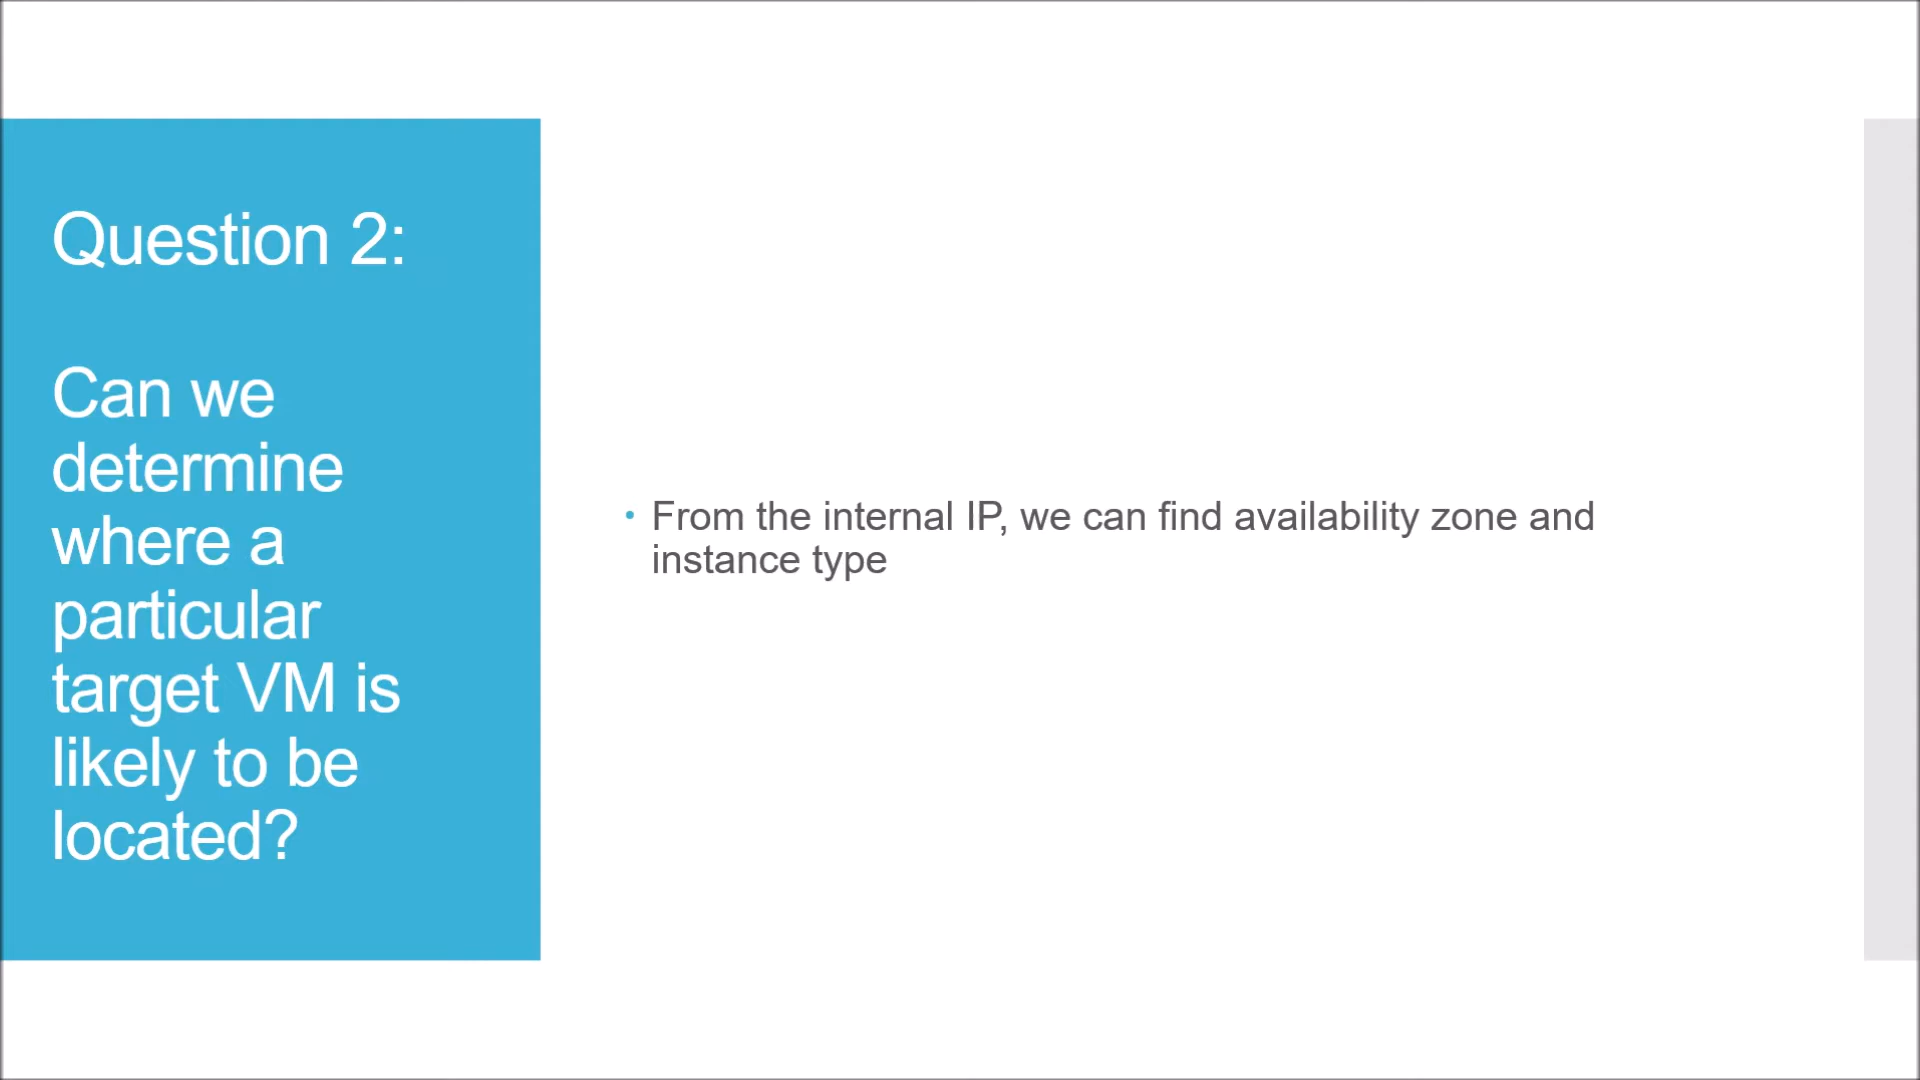 Question 2:
Can we
determine
where a
particular
target VM is
likely to be
located?
• From the internal IP, we can find availability zone and
instance type